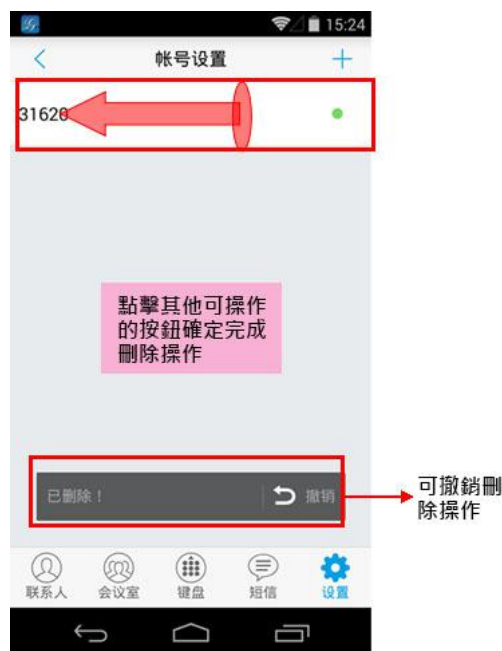 15:24
帐号设置
31620
點擊其他可操作
的按鈕確定完成
刪除操作
已删除！
撤销
可撤銷刪
除操作
联系人 会议室 键盘 短信 设置